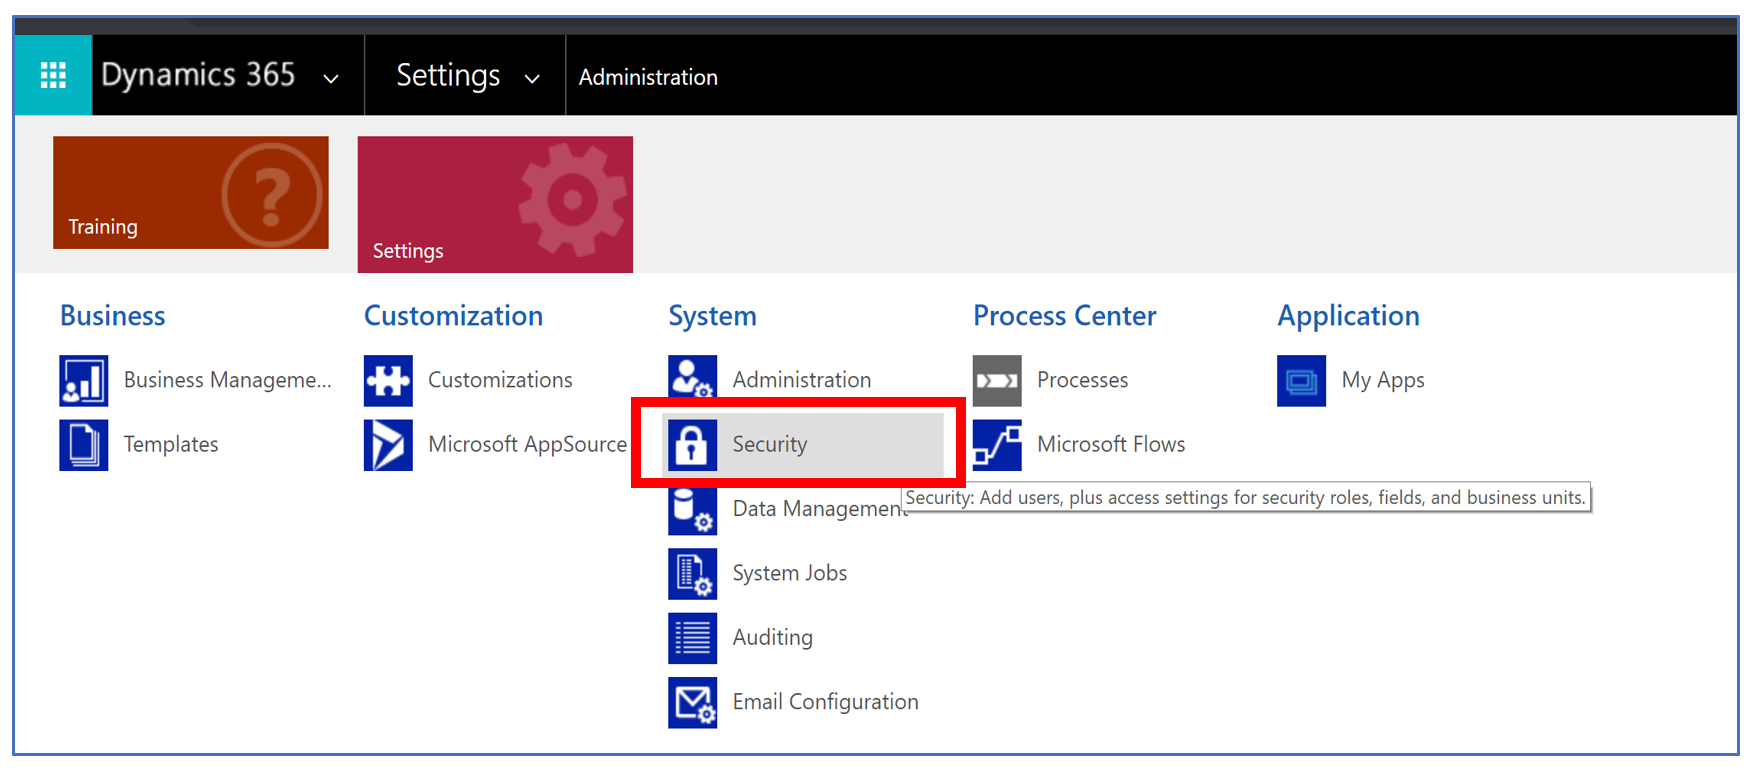 Dynamics 365
Settings
Administration
Training
Settings
Business
Business Manageme...
Templates
Customization
Customizations
Microsoft AppSource
System
Administration
Security
Data Management
System Jobs
Auditing
Email Configuration
Process Center
Processes
Microsoft Flows
Security: Add users, plus access settings for security roles, fields, and business units.
Application
My Apps